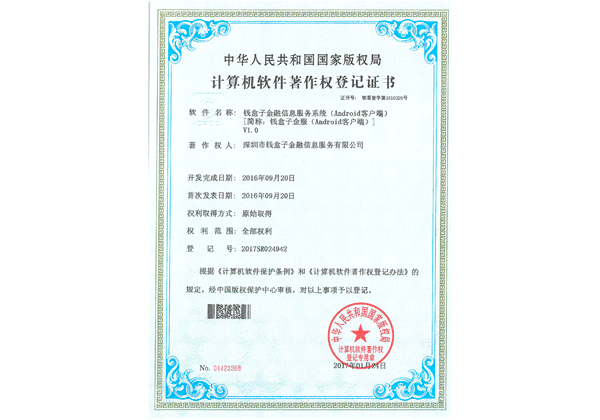 中华人民共和国国家版权局
计算机软件著作权登记证书
证书号： 软著登字第1610226号
软件名称： 钱盒子金融信息服务系统（Android客户端）
[简称：钱盒子金服（Android客户端）]
V1.0
著作权人： 深圳市钱盒子金融信息服务有限公司
开发完成日期： 2016年09月20日
首次发表日期： 2016年09月20日
权利取得方式： 原始取得
权利范围： 全部权利
登记号： 2017SR024942
根据《计算机软件保护条例》和《计算机软件著作权登记办法》的
规定，经中国版权保护中心审核，对以上事项予以登记。
中华人民共和国国家版权局
计算机软件著作权
登记专用章
No. 01423368
2017年01月24日